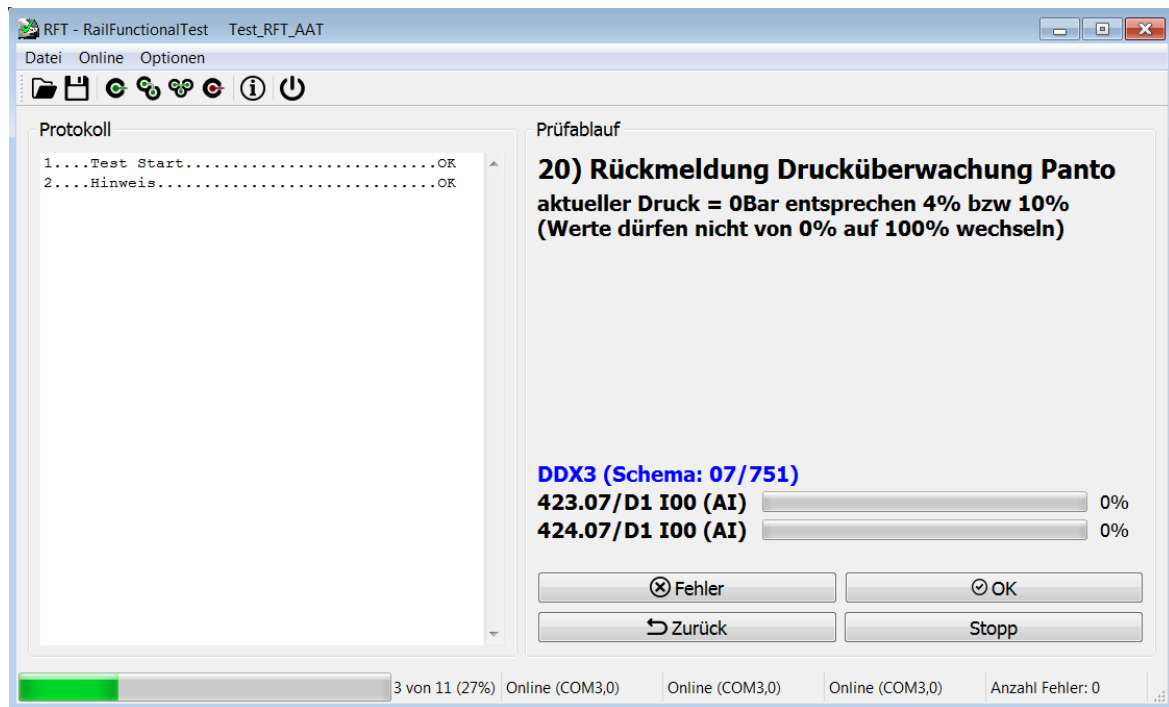 RFT - RailFunctionalTest Test_RFT_AAT
Datei Online Optionen
Protokoll
1....Test Start...........................OK
2....Hinweis..............................OK
Prüfablauf
20) Rückmeldung Drucküberwachung Panto
aktueller Druck = 0Bar entsprechen 4% bzw 10%
(Werte dürfen nicht von 0% auf 100% wechseln)
DDX3 (Schema: 07/751)
423.07/D1 I00 (AI) 0%
424.07/D1 I00 (AI) 0%
Fehler OK
Zurück Stopp
3 von 11 (27%) Online (COM3,0) Online (COM3,0) Online (COM3,0) Anzahl Fehler: 0